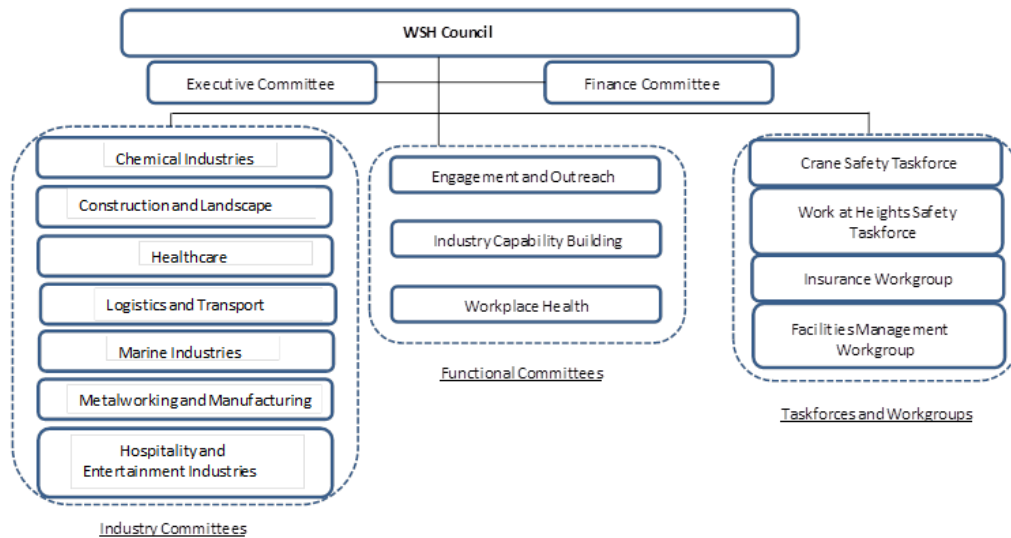 WSH Council
Executive Committee
Finance Committee
Chemical Industries
Construction and Landscape
Healthcare
Logistics and Transport
Marine Industries
Metalworking and Manufacturing
Hospitality and
Entertainment Industries
Industry Committees
Engagement and Outreach
Industry Capability Building
Workplace Health
Functional Committees
Crane Safety Taskforce
Work at Heights Safety
Taskforce
Insurance Workgroup
Facilities Management
Workgroup
Taskforces and Workgroups